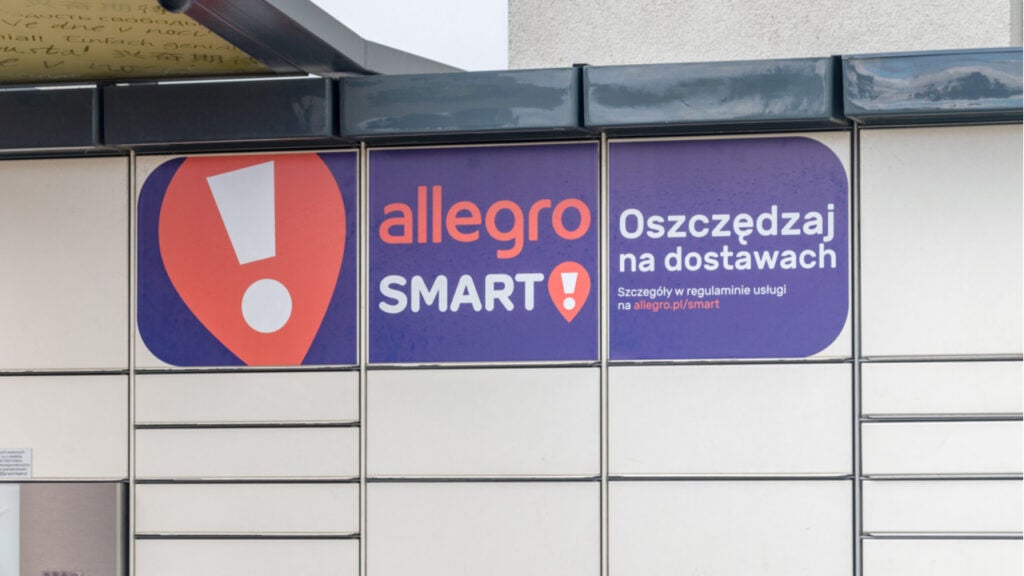 allegro
SMART!
Oszczędzaj
na dostawach
Szczegóły w regulaminie usługi
na allegro.pl/smart